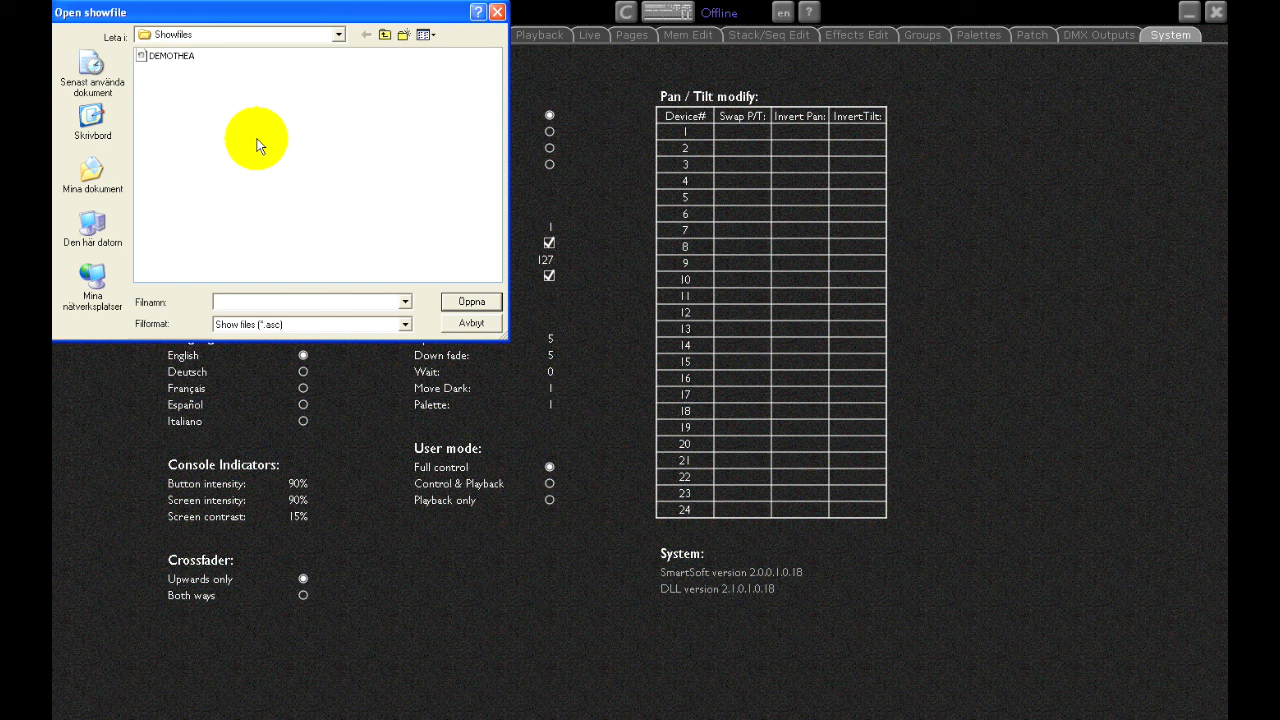 Open showfile
Offline
en
?
Leta i:
Showfiles
Playback
Live
Pages
Mem Edit
Stack/Seq Edit
Effects Edit
Groups
Palettes
Patch
DMX Outputs
System
DEMOTHEA
Senast använda
dokument
Skrivbord
Mina dokument
Den här datorn
Mina
nätverksplatser
Filnamn:
Öppna
Filformat:
Show files (*.asc)
Avbryt
1
127
5
English
Deutsch
Français
Español
Italiano
Down fade: 5
Wait: 0
Move Dark: 1
Palette: 1
Console Indicators:
Button intensity: 90%
Screen intensity: 90%
Screen contrast: 15%
User mode:
Full control
Control & Playback
Playback only
Crossfader:
Upwards only
Both ways
Pan / Tilt modify:
Device# Swap P/T: Invert Pan: InvertTilt:
1
2
3
4
5
6
7
8
9
10
11
12
13
14
15
16
17
18
19
20
21
22
23
24
System:
SmartSoft version 2.0.0.1.0.18
DLL version 2.1.0.1.0.18